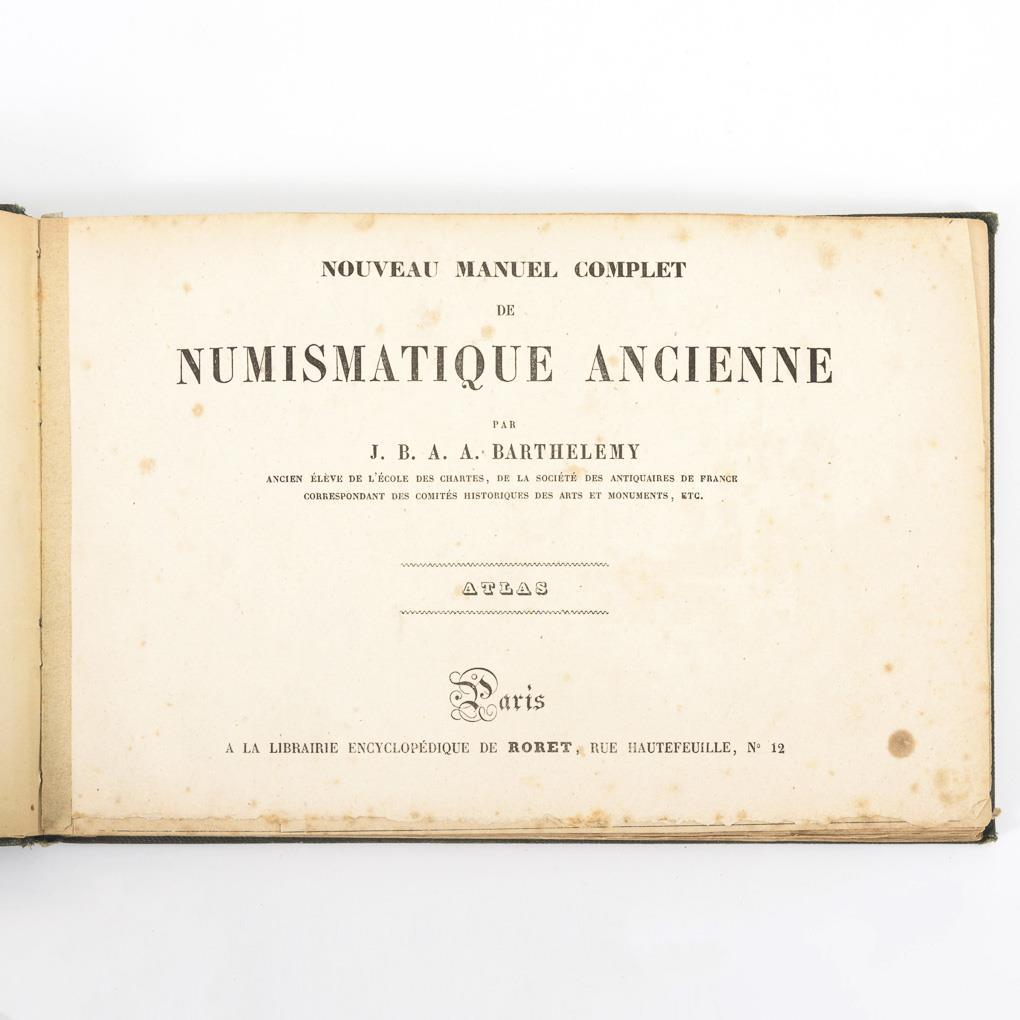 NOUVEAU MANUEL COMPLET
DE
NUMISMATIQUE ANCIENNE
PAR
J. B. A. A. BARTHELEMY
ANCIEN ÉLÈVE DE L'ÉCOLE DES CHARTES, DE LA SOCIÉTÉ DES ANTIQUAIRES DE FRANCE
CORRESPONDANT DES COMITÉS HISTORIQUES DES ARTS ET MONUMENTS, ETC.
ATLAS
Paris
A LA LIBRAIRIE ENCYCLOPÉDIQUE DE RORET, RUE HAUTEFEUILLE, Nº 12